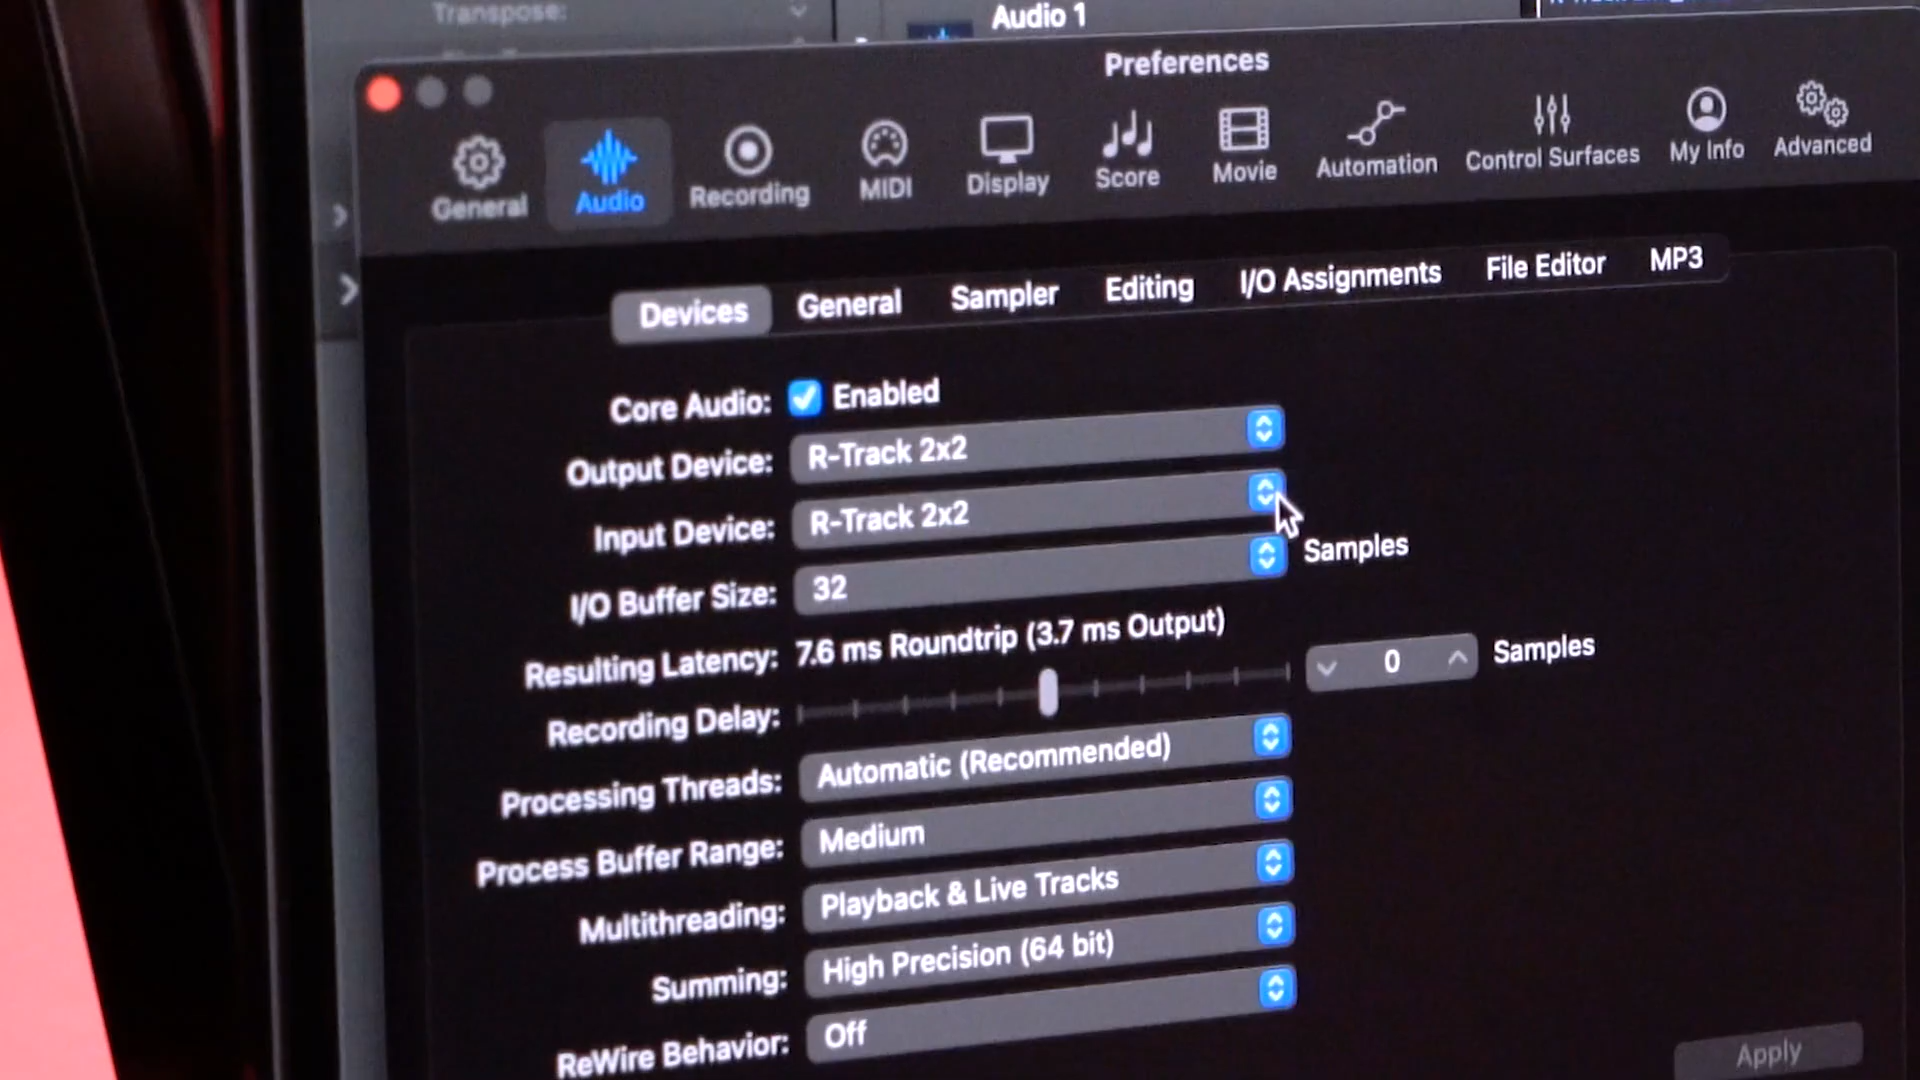 Transpose:
Audio 1
Preferences
General
Audio
Recording
MIDI
Display
Score
Movie
Automation
Control Surfaces
My Info
Advanced
Devices
General
Sampler
Editing
I/O Assignments
File Editor
MP3
Core Audio: Enabled
Output Device: R-Track 2x2
Input Device: R-Track 2x2
I/O Buffer Size: 32 Samples
Resulting Latency: 7.6 ms Roundtrip (3.7 ms Output)
Recording Delay: 0 Samples
Processing Threads: Automatic (Recommended)
Process Buffer Range: Medium
Multithreading: Playback & Live Tracks
Summing: High Precision (64 bit)
ReWire Behavior: Off
Apply